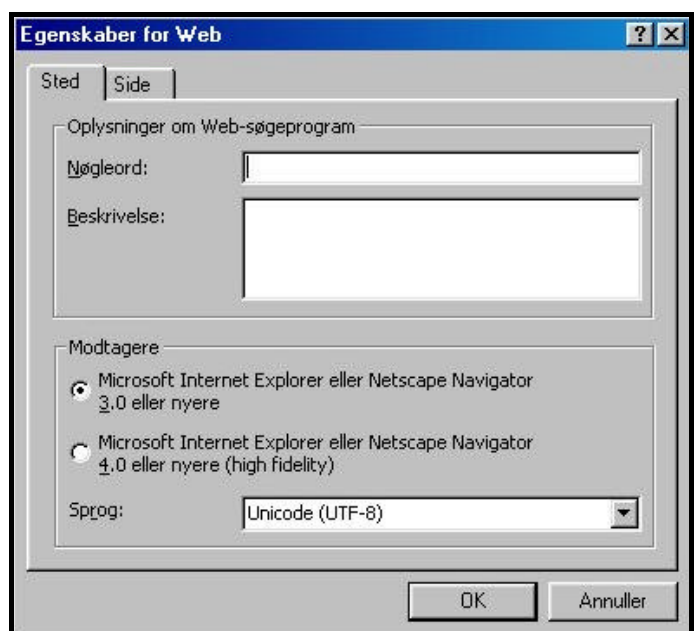 Egenskaber for Web
Sted Side
Oplysninger om Web-søgeprogram
Nøgleord:
Beskrivelse:
Modtagere
Microsoft Internet Explorer eller Netscape Navigator
3.0 eller nyere
Microsoft Internet Explorer eller Netscape Navigator
4.0 eller nyere (high fidelity)
Sprog: Unicode (UTF-8)
OK Annuller